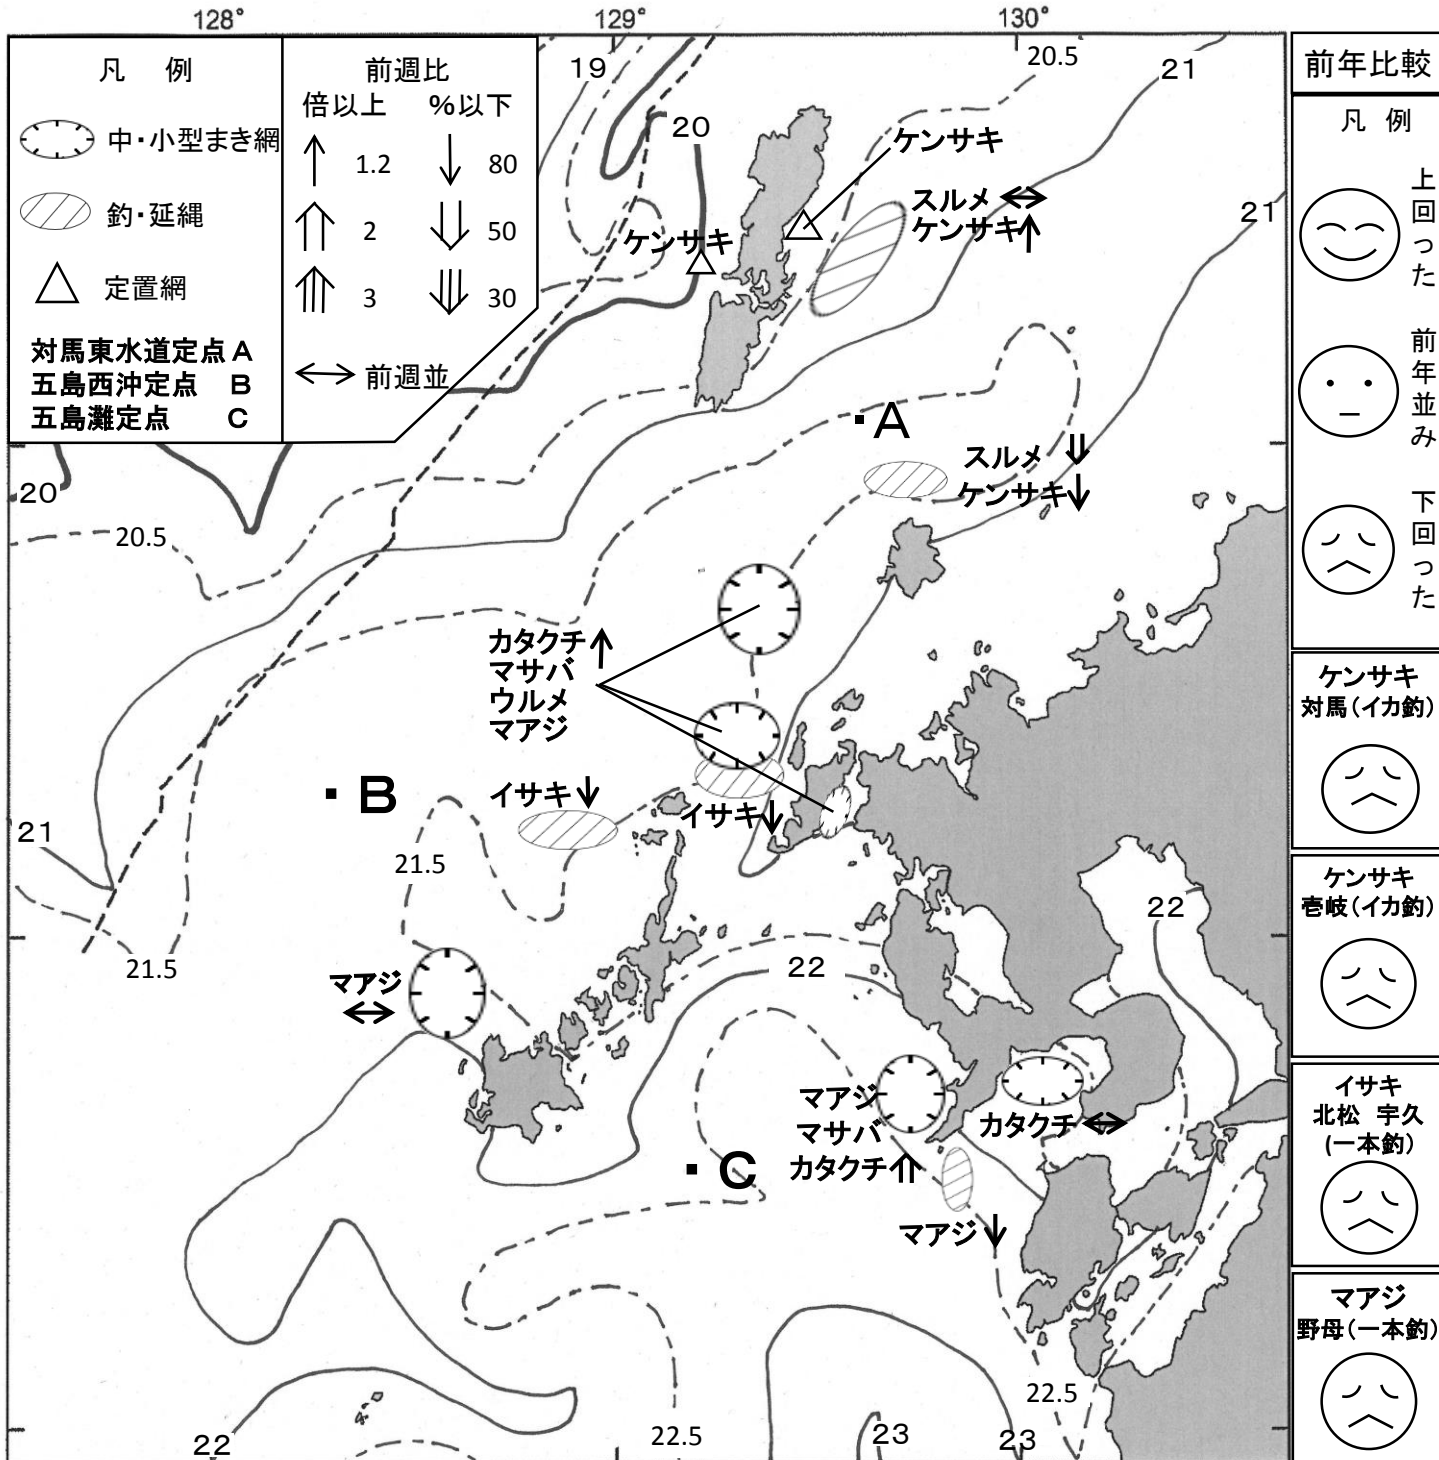 128°
129°
130°
凡 例
中・小型まき網
釣・延縄
定置網
対馬東水道定点 A
五島西沖定点 B
五島灘定点 C
前週比
倍以上 %以下
↑ 1.2 ↓ 80
⇑ 2 ⇓ 50
3 30
↔ 前週並
19
20
20.5
21
21
ケンサキ
ケンサキ
スルメ ↔
ケンサキ ↑
・A
スルメ ⇓
ケンサキ ↓
20
20.5
カタクチ ↑
マサバ
ウルメ
マアジ
・B
イサキ ↓
イサキ ↓
21
21.5
21.5
22
22
マアジ
↔
マアジ
マサバ
カタクチ ⇑
カタクチ ↔
・C
マアジ ↓
22
22.5
23
23
22.5
前年比較
凡 例
上回った
前年並み
下回った
ケンサキ
対馬(イカ釣)
ケンサキ
壱岐(イカ釣)
イサキ
北松 宇久
(一本釣)
マアジ
野母(一本釣)